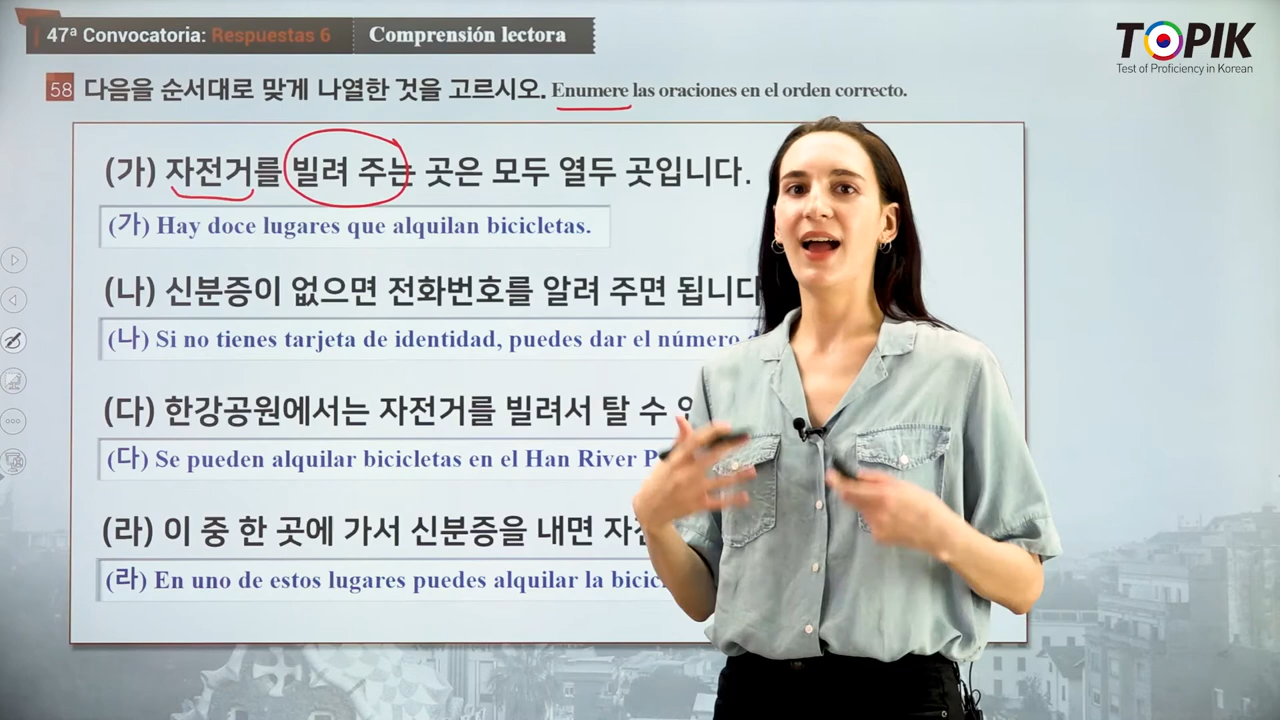 47ª Convocatoria: Respuestas 6 Comprensión lectora
TOPIK
Test of Proficiency in Korean
58 다음을 순서대로 맞게 나열한 것을 고르시오. Enumere las oraciones en el orden correcto.
(가) 자전거를 빌려 주는 곳은 모두 열두 곳입니다.
(가) Hay doce lugares que alquilan bicicletas.
(나) 신분증이 없으면 전화번호를 알려 주면 됩니다
(나) Si no tienes tarjeta de identidad, puedes dar el número
(다) 한강공원에서는 자전거를 빌려서 탈 수
(다) Se pueden alquilar bicicletas en el Han River
(라) 이 중 한 곳에 가서 신분증을 내면
(라) En uno de estos lugares puedes alquilar la